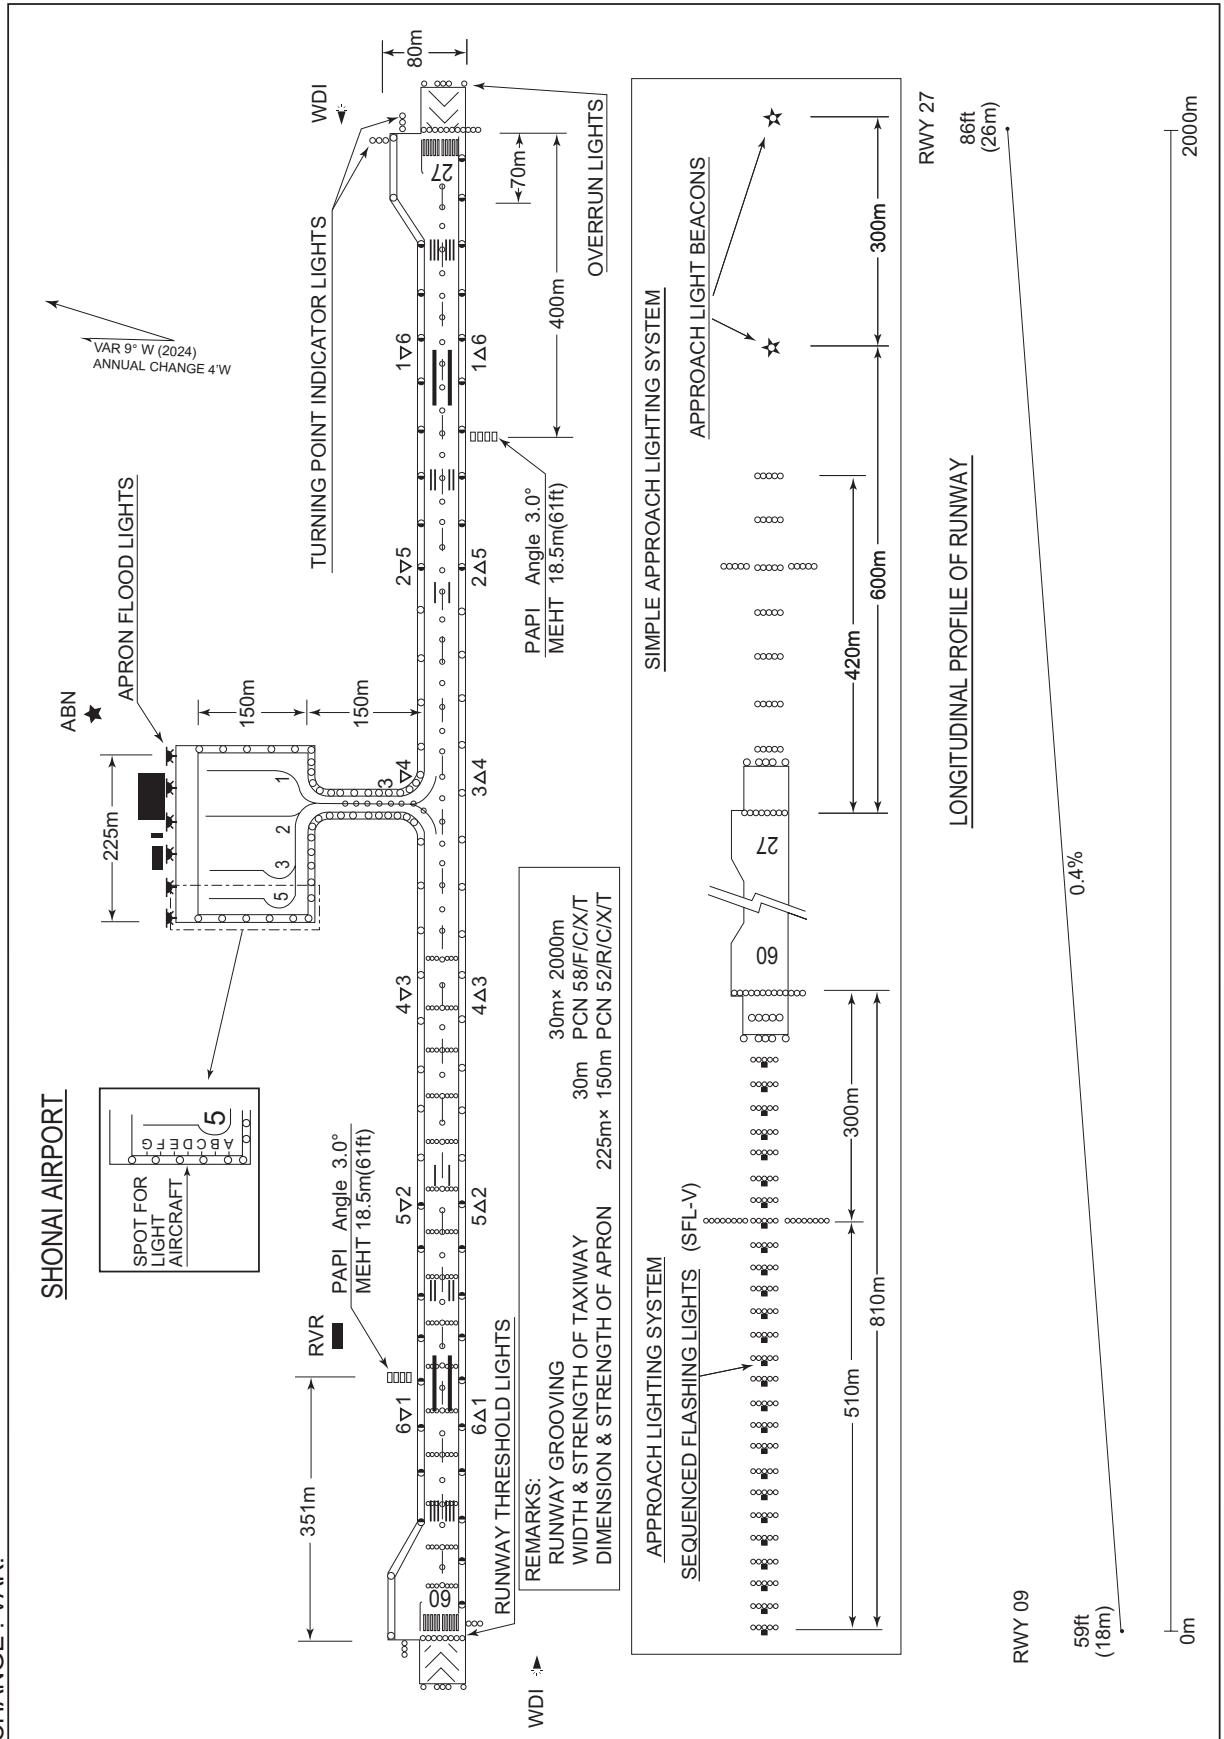 CHANGE : VAR.
SHONAI AIRPORT
SPOT FOR
LIGHT
AIRCRAFT
A B C D E F G
5
225m
ABN
APRON FLOOD LIGHTS
5
3
2
1
150m
150m
VAR 9° W (2024)
ANNUAL CHANGE 4'W
TURNING POINT INDICATOR LIGHTS
WDI
80m
351m
RVR
PAPI Angle 3.0°
MEHT 18.5m(61ft)
6▽1
5▽2
4▽3
3▽4
2▽5
1▽6
09
27
6△1
5△2
4△3
3△4
2△5
1△6
70m
400m
PAPI Angle 3.0°
MEHT 18.5m(61ft)
OVERRUN LIGHTS
WDI
RUNWAY THRESHOLD LIGHTS
REMARKS:
RUNWAY GROOVING 30m× 2000m
WIDTH & STRENGTH OF TAXIWAY 30m PCN 58/F/C/X/T
DIMENSION & STRENGTH OF APRON 225m× 150m PCN 52/R/C/X/T
APPROACH LIGHTING SYSTEM
SEQUENCED FLASHING LIGHTS (SFL-V)
SIMPLE APPROACH LIGHTING SYSTEM
APPROACH LIGHT BEACONS
09
27
510m
300m
810m
420m
600m
300m
LONGITUDINAL PROFILE OF RUNWAY
RWY 09
59ft
(18m)
0.4%
RWY 27
86ft
(26m)
0m
2000m